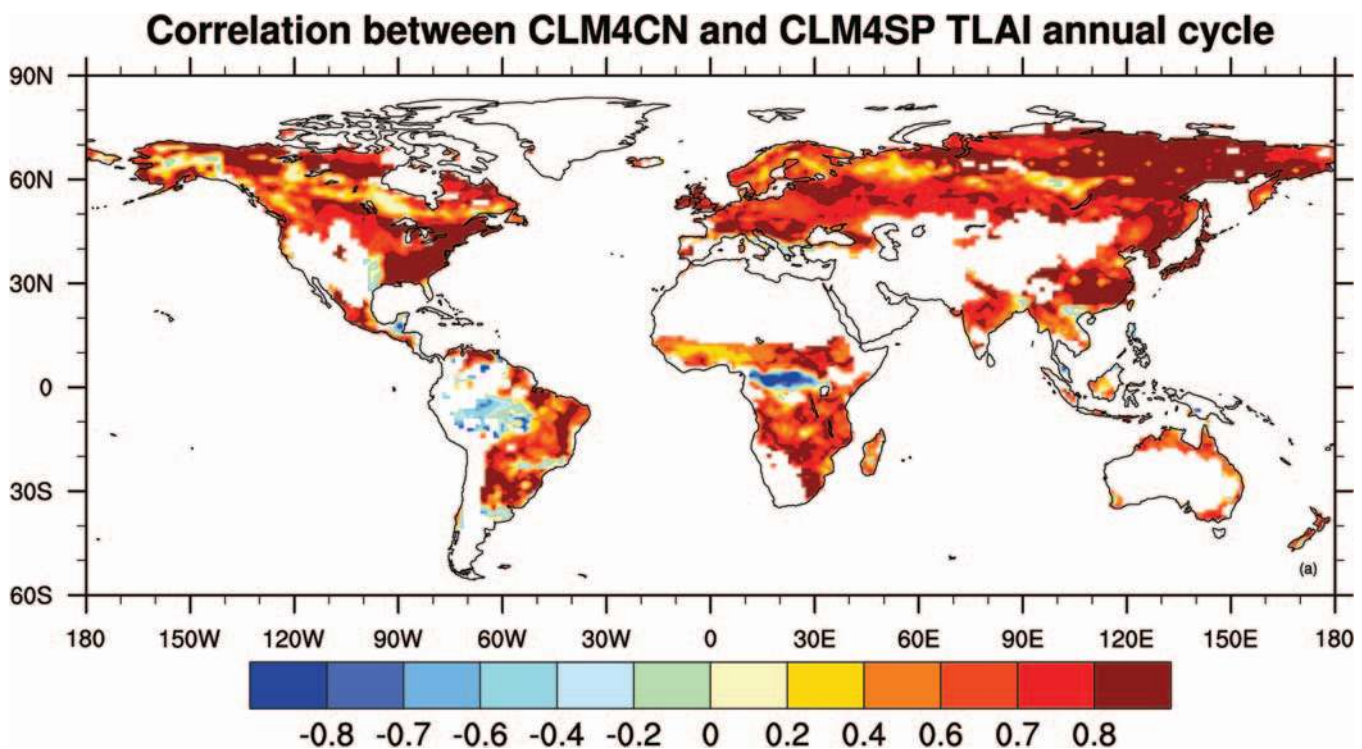 Correlation between CLM4CN and CLM4SP TLAI annual cycle
90N
60N
30N
0
30S
60S
(a)
180 150W 120W 90W 60W 30W 0 30E 60E 90E 120E 150E 180
-0.8 -0.7 -0.6 -0.4 -0.2 0 0.2 0.4 0.6 0.7 0.8